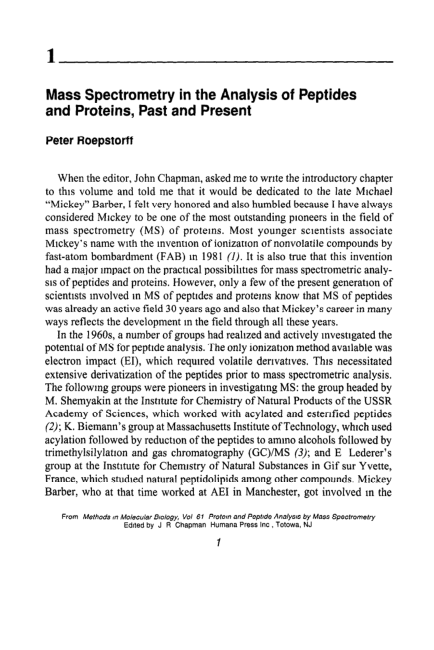 1
Mass Spectrometry in the Analysis of Peptides
and Proteins, Past and Present
Peter Roepstorff
When the editor, John Chapman, asked me to write the introductory chapter
to this volume and told me that it would be dedicated to the late Michael
“Mickey” Barber, I felt very honored and also humbled because I have always
considered Mickey to be one of the most outstanding pioneers in the field of
mass spectrometry (MS) of proteins. Most younger scientists associate
Mickey's name with the invention of ionization of nonvolatile compounds by
fast-atom bombardment (FAB) in 1981 (1). It is also true that this invention
had a major impact on the practical possibilities for mass spectrometric analy-
sis of peptides and proteins. However, only a few of the present generation of
scientists involved in MS of peptides and proteins know that MS of peptides
was already an active field 30 years ago and also that Mickey's career in many
ways reflects the development in the field through all these years.
In the 1960s, a number of groups had realized and actively investigated the
potential of MS for peptide analysis. The only ionization method available was
electron impact (EI), which required volatile derivatives. This necessitated
extensive derivatization of the peptides prior to mass spectrometric analysis.
The following groups were pioneers in investigating MS: the group headed by
M. Shemyakin at the Institute for Chemistry of Natural Products of the USSR
Academy of Sciences, which worked with acylated and esterified peptides
(2); K. Biemann's group at Massachusetts Institute of Technology, which used
acylation followed by reduction of the peptides to amino alcohols followed by
trimethylsilylation and gas chromatography (GC)/MS (3); and E Lederer's
group at the Institute for Chemistry of Natural Substances in Gif sur Yvette,
France, which studied natural peptidolipids among other compounds. Mickey
Barber, who at that time worked at AEI in Manchester, got involved in the
From Methods in Molecular Biology, Vol 61 Protein and Peptide Analysis by Mass Spectrometry
Edited by J R Chapman Humana Press Inc, Totowa, NJ
1